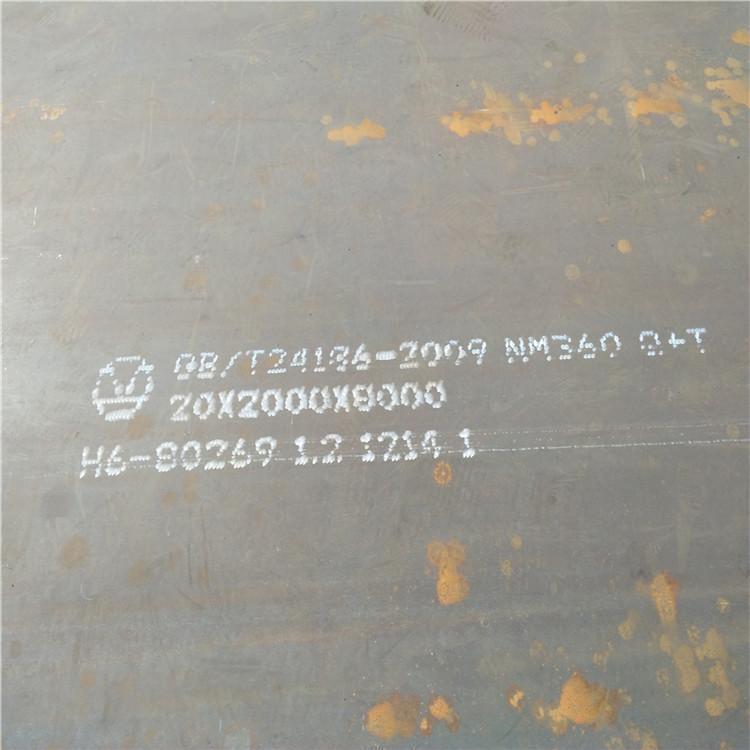 GB/T24186-2009 NM360 Q+T
20X2000X8000
H6-80269 1.2 1214 1